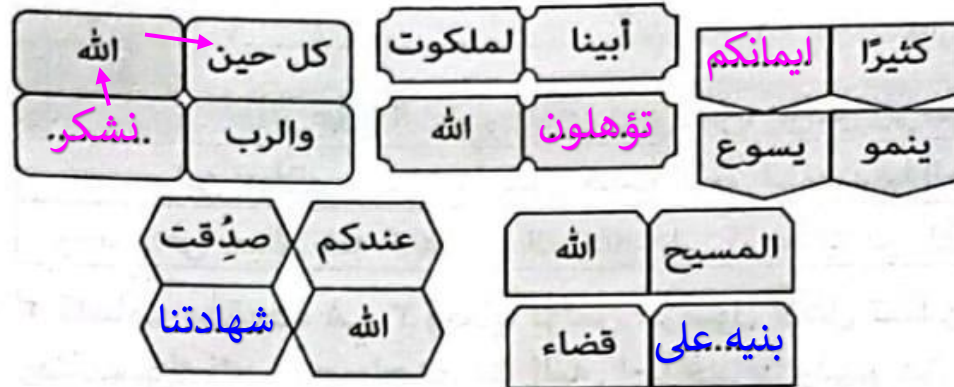 كل حين الله
والرب نشكر
أبينا لملكوت
تؤهلون الله
كثيرًا ايمانكم
ينمو يسوع
عندكم صدِّقت
الله شهادتنا
المسيح الله
بنيه على قضاء